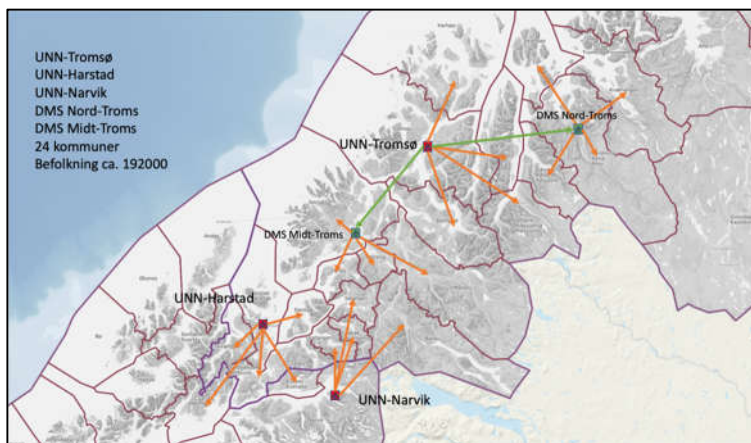 UNN-Tromsø
UNN-Harstad
UNN-Narvik
DMS Nord-Troms
DMS Midt-Troms
24 kommuner
Befolkning ca. 192000
DMS Nord-Troms
UNN-Tromsø
DMS Midt-Troms
UNN-Harstad
UNN-Narvik